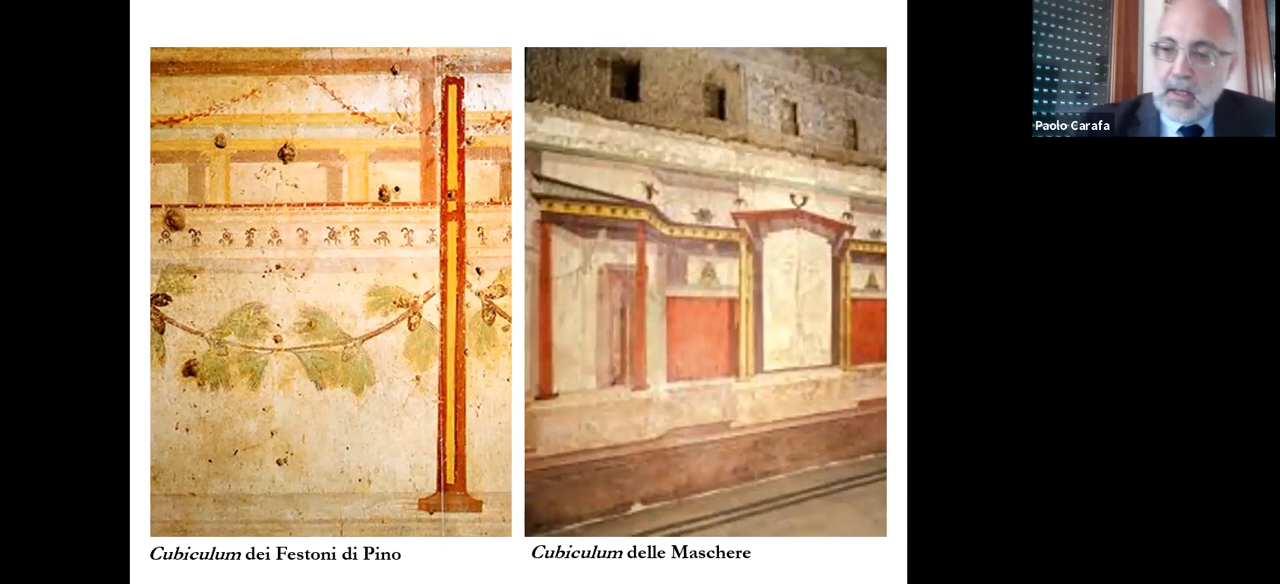 Paolo Carafa
Cubiculum dei Festoni di Pino
Cubiculum delle Maschere